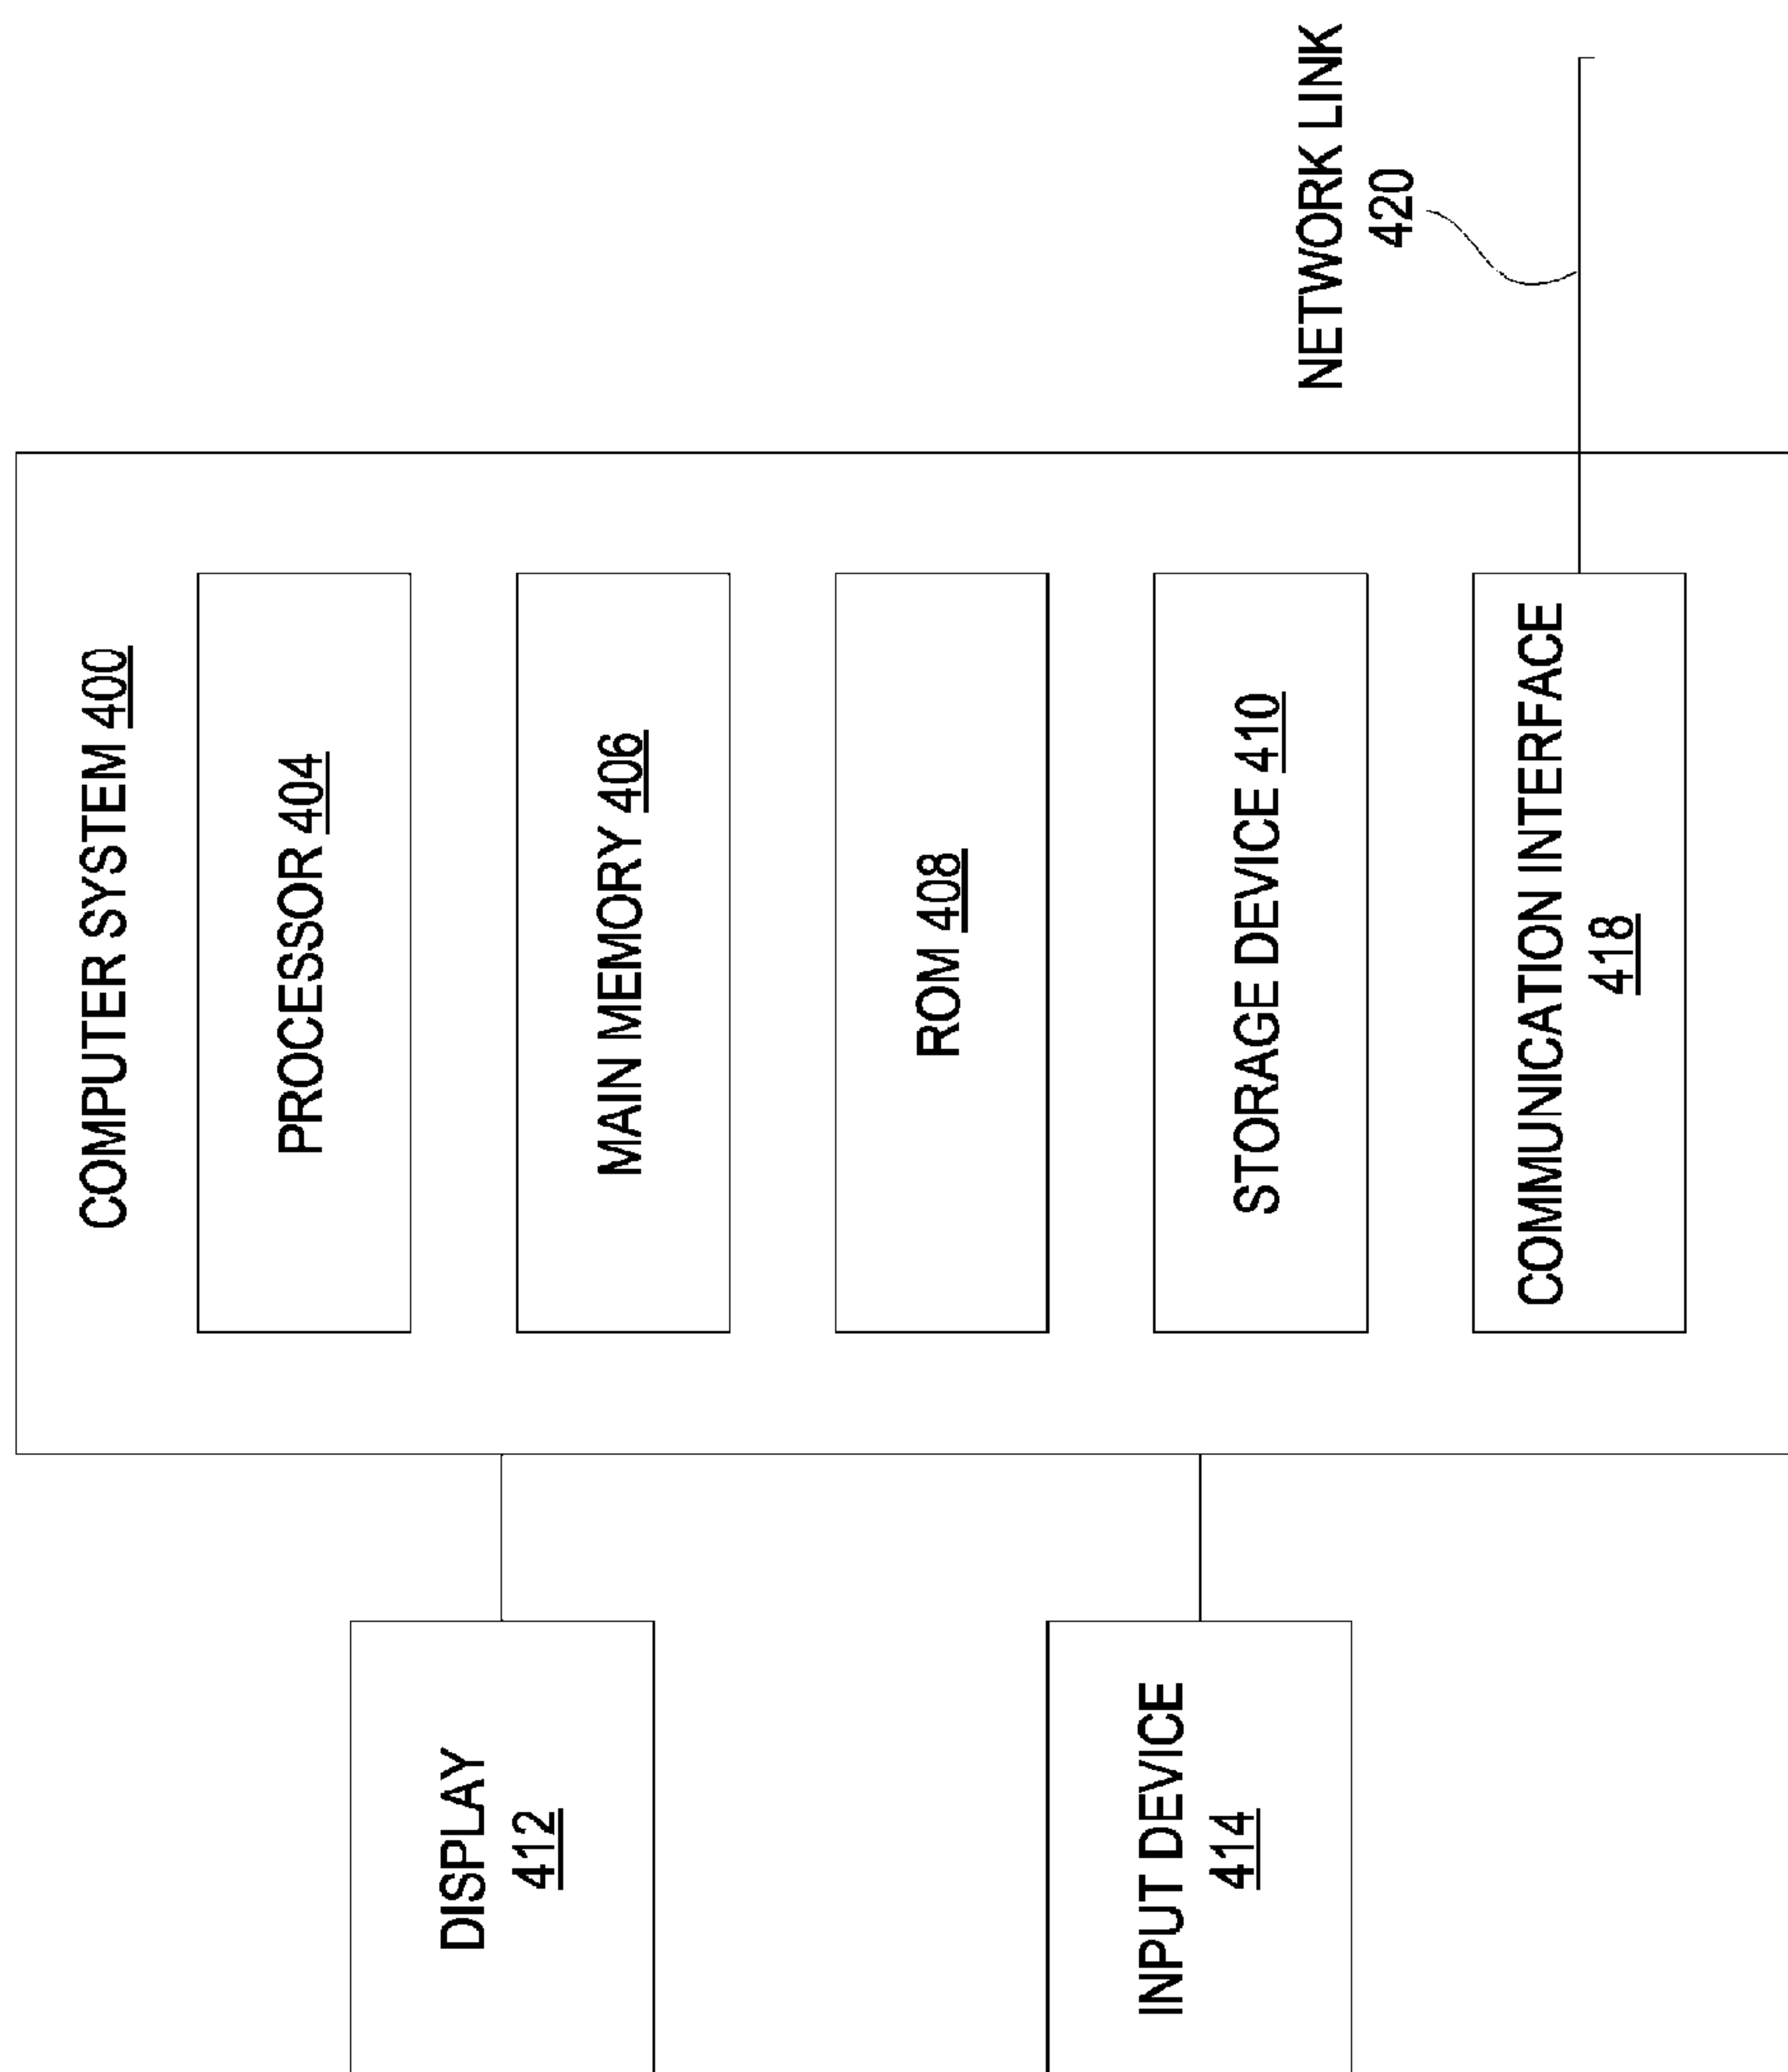 COMPUTER SYSTEM 400
DISPLAY
412
PROCESSOR 404
MAIN MEMORY 406
ROM 408
INPUT DEVICE
414
STORAGE DEVICE 410
NETWORK LINK
420
COMMUNICATION INTERFACE
418